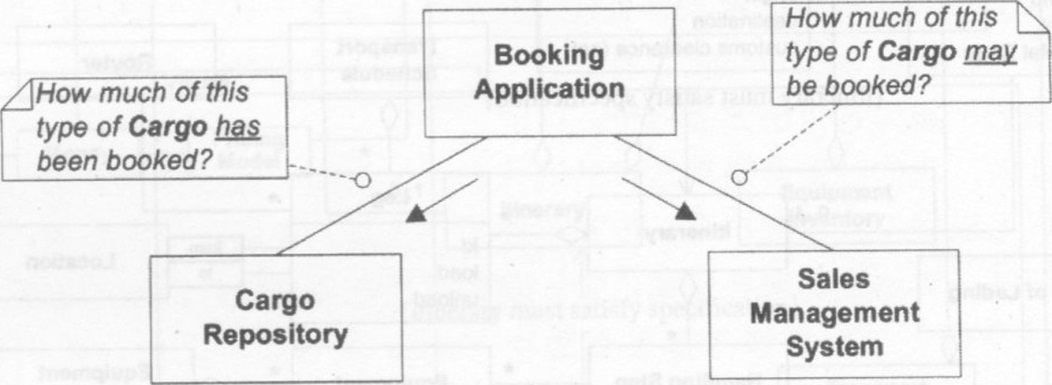 How much of this
type of Cargo may
be booked?
Booking
Application
How much of this
type of Cargo has
been booked?
Cargo
Repository
Sales
Management
System